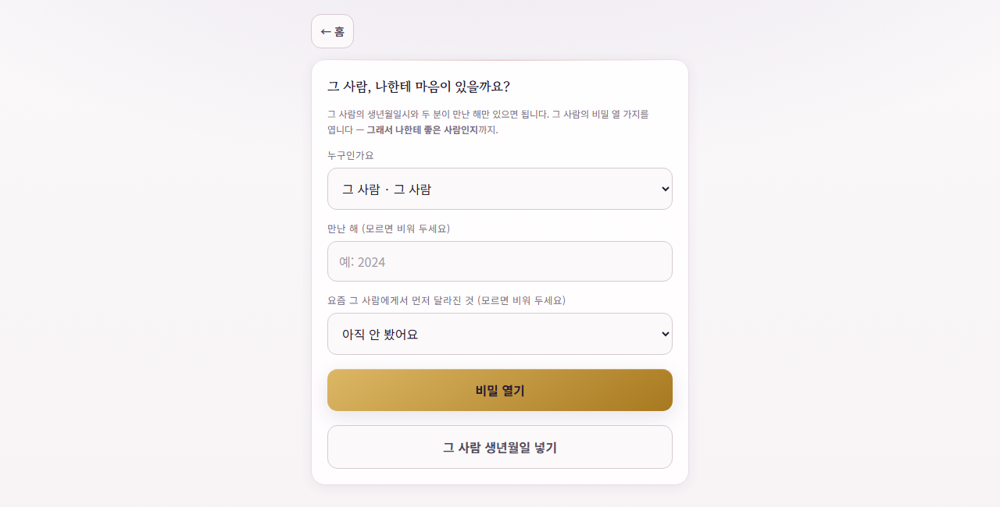 ← 홈
그 사람, 나한테 마음이 있을까요?
그 사람의 생년월일시와 두 분이 만난 해만 있으면 됩니다. 그 사람의 비밀 열 가지를
엽니다 — 그래서 나한테 좋은 사람인지까지.
누구인가요
그 사람 · 그 사람
만난 해 (모르면 비워 두세요)
예: 2024
요즘 그 사람에게서 먼저 달라진 것 (모르면 비워 두세요)
아직 안 봤어요
비밀 열기
그 사람 생년월일 넣기